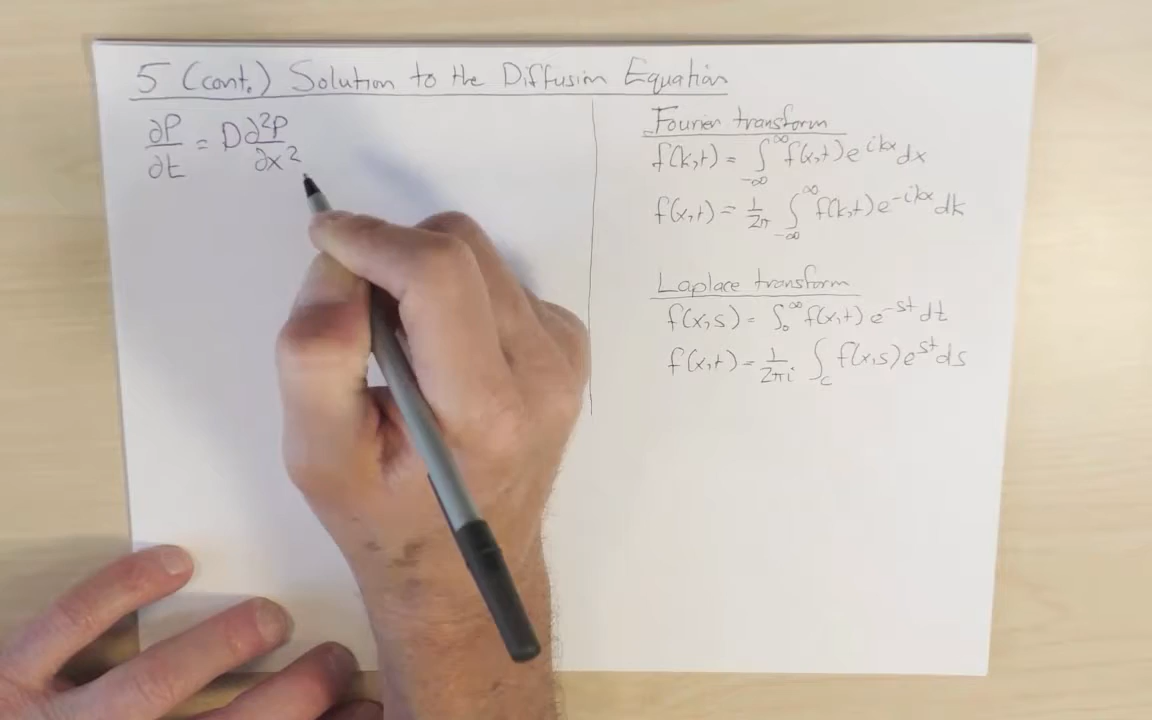 5 (cont.) Solution to the Diffusion Equation
∂P/∂t = D ∂²P/∂x²
Fourier transform
f(k,t) = ∫_{-∞}^{∞} f(x,t) e^{ikx} dx
f(x,t) = 1/2π ∫_{-∞}^{∞} f(k,t) e^{-ikx} dk
Laplace transform
f(x,s) = ∫_0^∞ f(x,t) e^{-st} dt
f(x,t) = 1/2πi ∫_c f(x,s) e^{st} ds